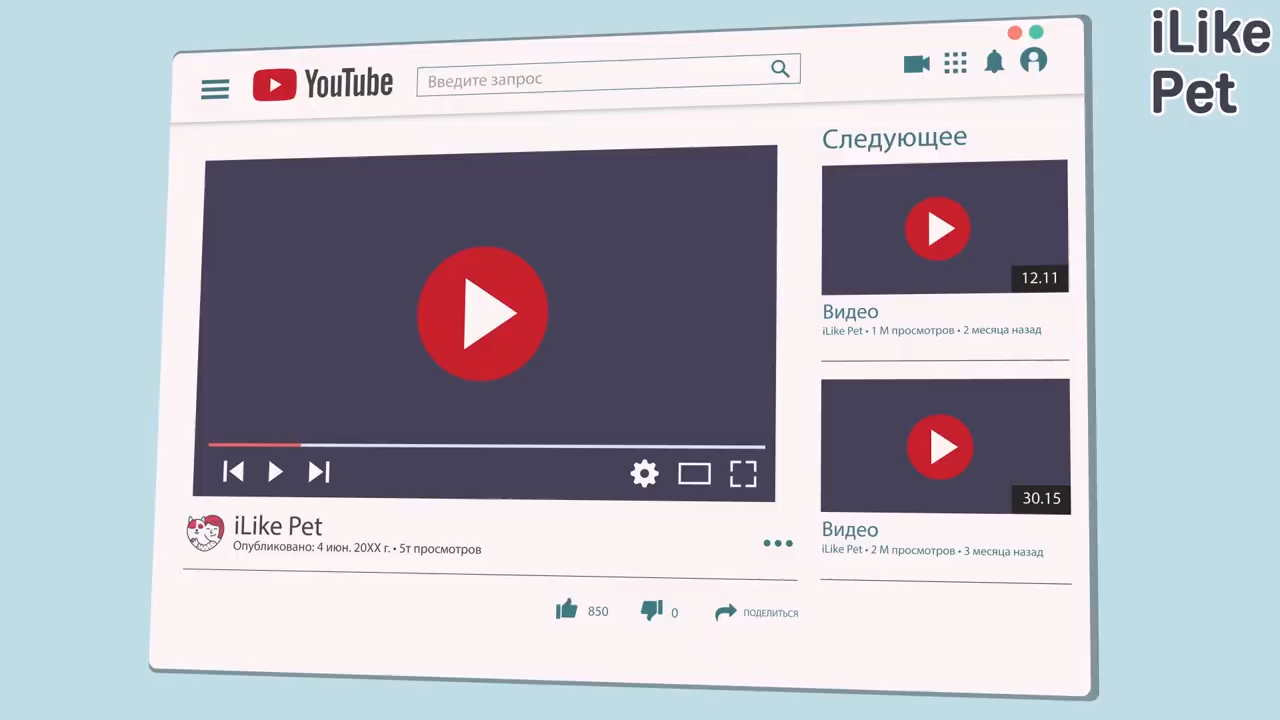 iLike
Pet
YouTube
Введите запрос
Следующее
12.11
Видео
iLike Pet • 1 M просмотров • 2 месяца назад
30.15
Видео
iLike Pet • 2 M просмотров • 3 месяца назад
iLike Pet
Опубликовано: 4 июн. 20XX г. • 5т просмотров
850
0
ПОДЕЛИТЬСЯ